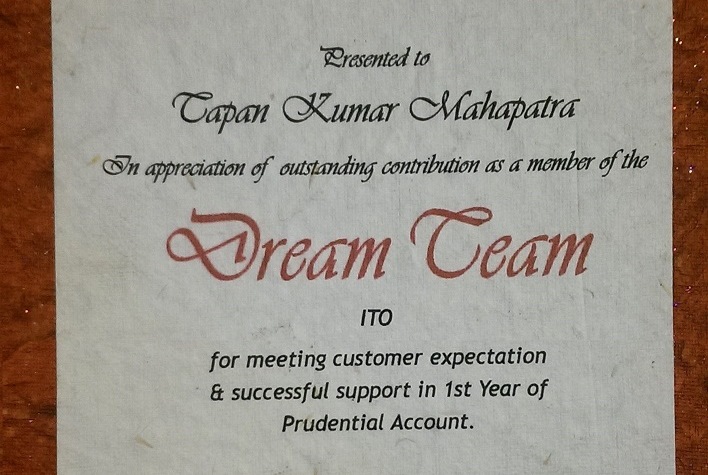 Presented to
Tapan Kumar Mahapatra
In appreciation of outstanding contribution as a member of the
Dream Team
ITO
for meeting customer expectation
& successful support in 1st Year of
Prudential Account.